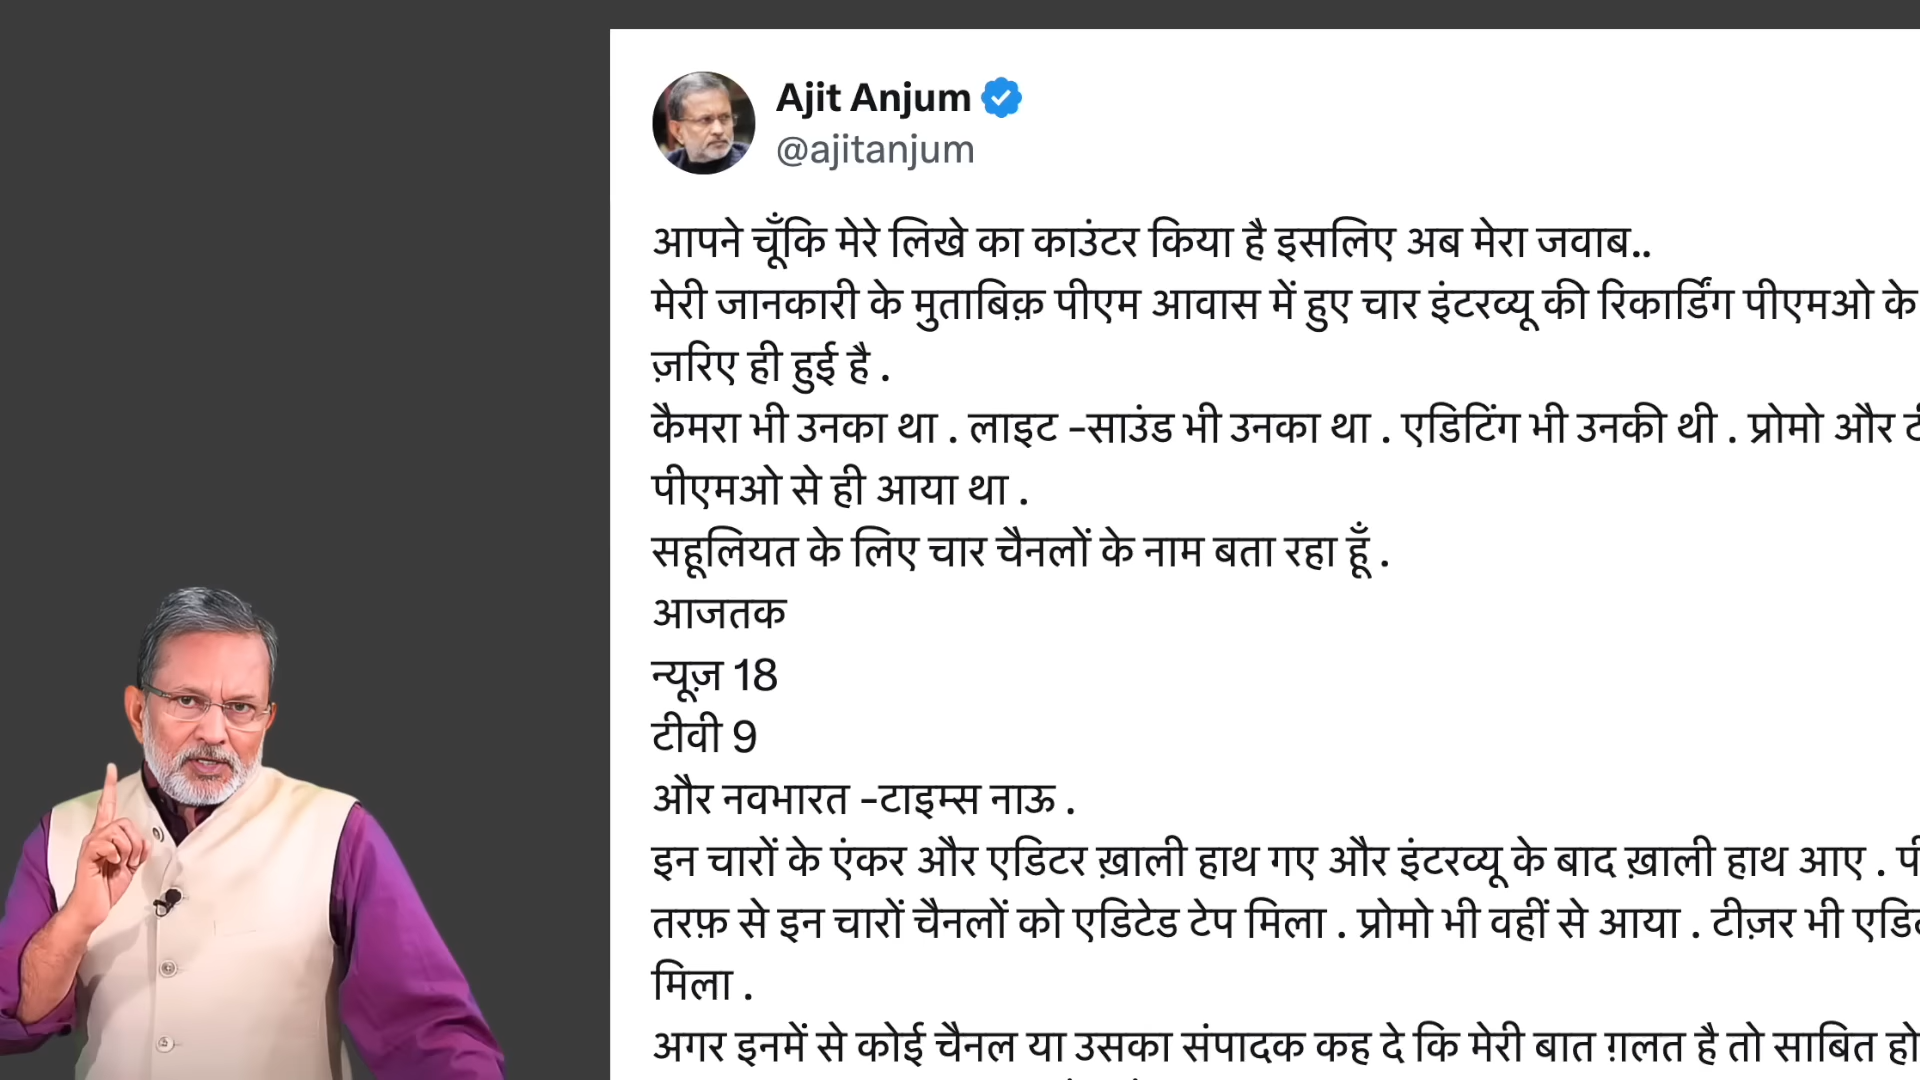 Ajit Anjum
@ajitanjum
आपने चूँकि मेरे लिखे का काउंटर किया है इसलिए अब मेरा जवाब..
मेरी जानकारी के मुताबिक़ पीएम आवास में हुए चार इंटरव्यू की रिकार्डिंग पीएमओ के
ज़रिए ही हुई है .
कैमरा भी उनका था . लाइट -साउंड भी उनका था . एडिटिंग भी उनकी थी . प्रोमो और
पीएमओ से ही आया था .
सहूलियत के लिए चार चैनलों के नाम बता रहा हूँ .
आजतक
न्यूज़ 18
टीवी 9
और नवभारत -टाइम्स नाऊ .
इन चारों के एंकर और एडिटर ख़ाली हाथ गए और इंटरव्यू के बाद ख़ाली हाथ आए .
तरफ़ से इन चारों चैनलों को एडिटेड टेप मिला . प्रोमो भी वहीं से आया . टीज़र भी
मिला .
अगर इनमें से कोई चैनल या उसका संपादक कह दे कि मेरी बात ग़लत है तो साबित